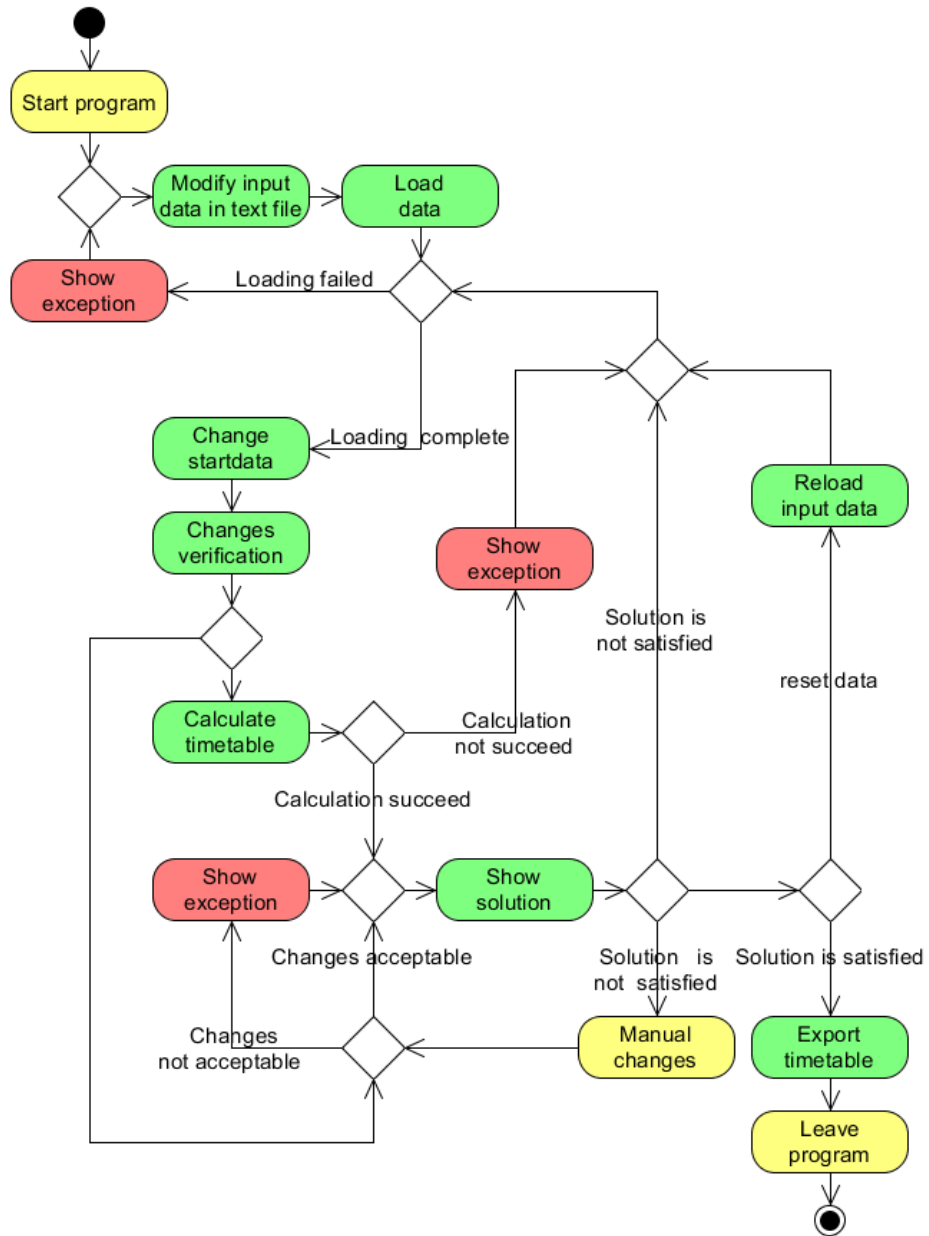 Start program
Modify input
data in text file
Load
data
Show
exception
Loading failed
Change
startdata
Loading complete
Reload
input data
Changes
verification
Show
exception
Solution is
not satisfied
reset data
Calculate
timetable
Calculation
not succeed
Calculation succeed
Show
exception
Show
solution
Changes acceptable
Solution is
not satisfied
Solution is satisfied
Changes
not acceptable
Manual
changes
Export
timetable
Leave
program